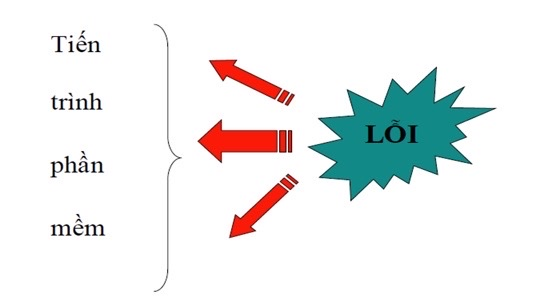 Tiến
trình
phần
mềm
LỖI